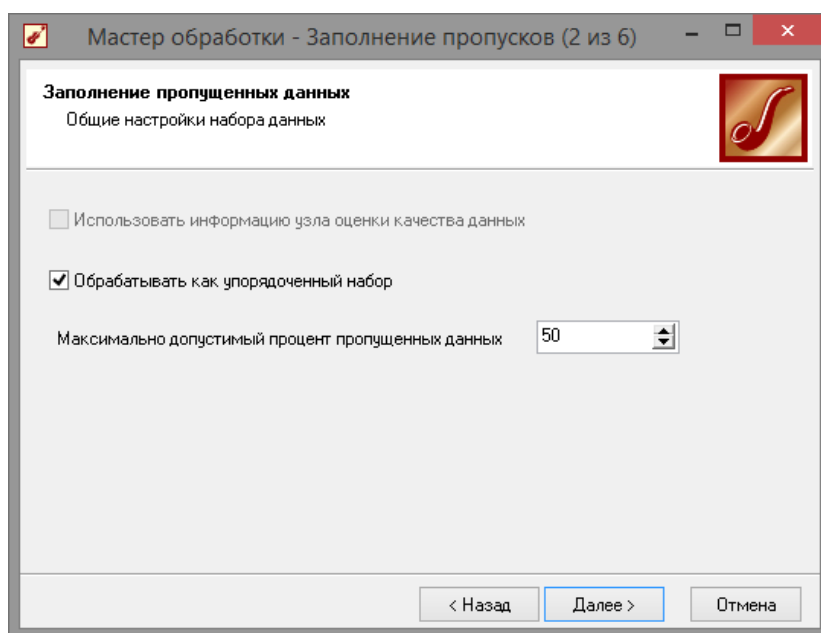 Мастер обработки - Заполнение пропусков (2 из 6)
Заполнение пропущенных данных
Общие настройки набора данных
Использовать информацию узла оценки качества данных
Обрабатывать как упорядоченный набор
Максимально допустимый процент пропущенных данных 50
< Назад Далее > Отмена